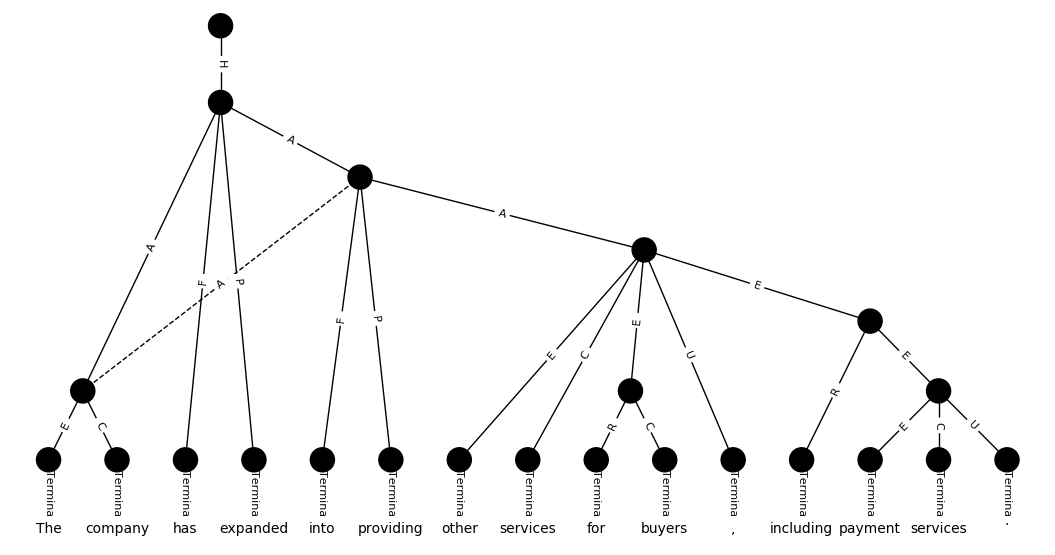 H
A
A
F
P
A
F
P
A
E
E
C
E
U
R
E
E
C
R
C
E
C
U
Termina Termina Termina Termina Termina Termina Termina Termina Termina Termina Termina Termina Termina Termina Termina
The company has expanded into providing other services for buyers , including payment services .